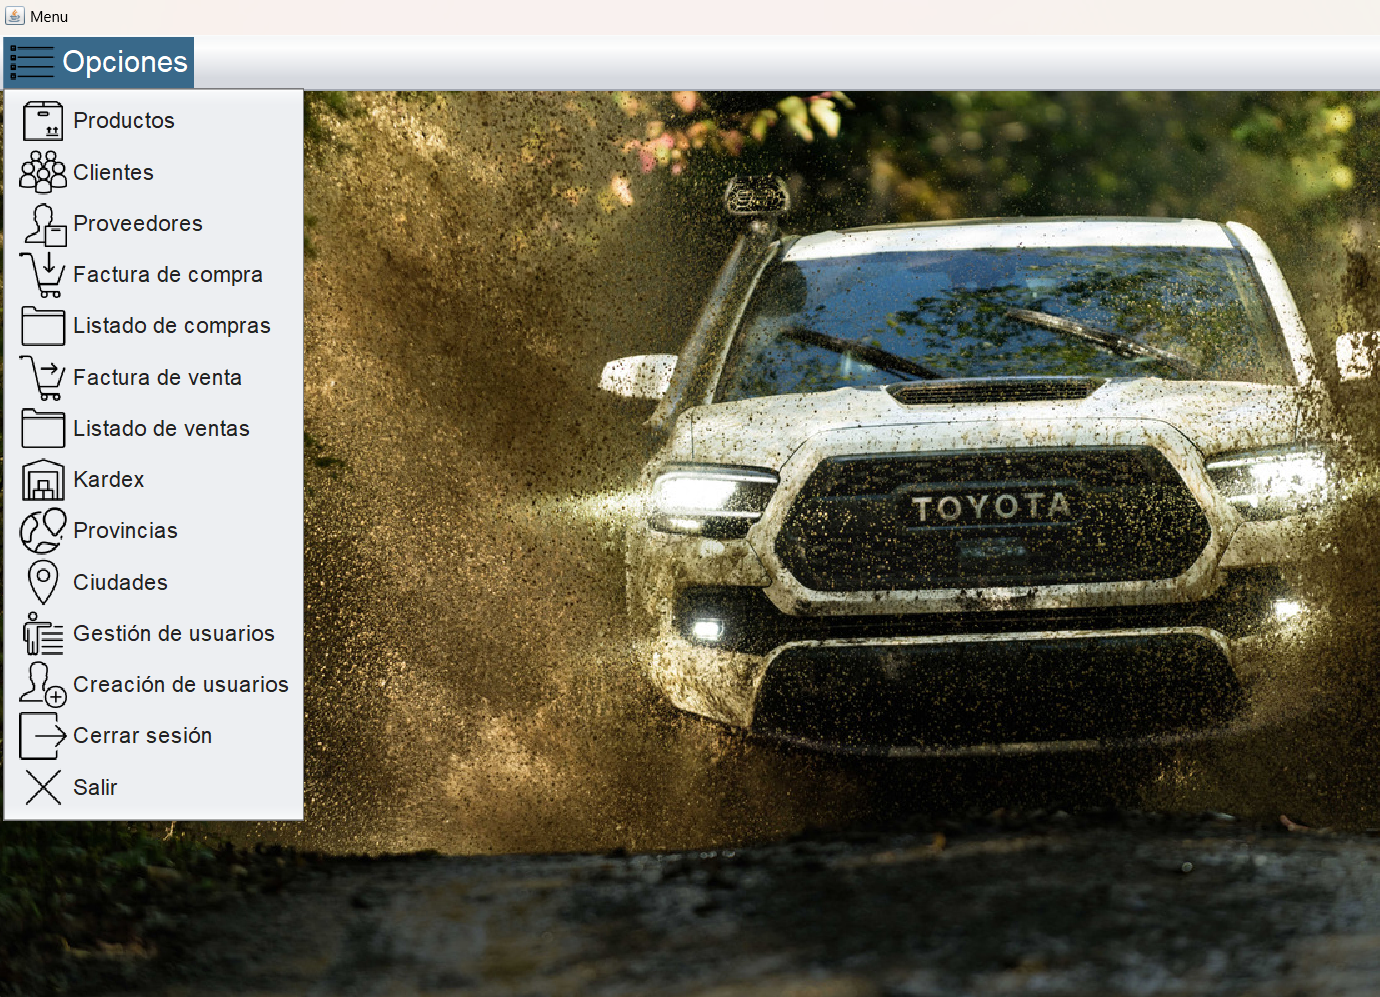 Menu
Opciones
Productos
Clientes
Proveedores
Factura de compra
Listado de compras
Factura de venta
Listado de ventas
Kardex
Provincias
Ciudades
Gestión de usuarios
Creación de usuarios
Cerrar sesión
Salir
TOYOTA